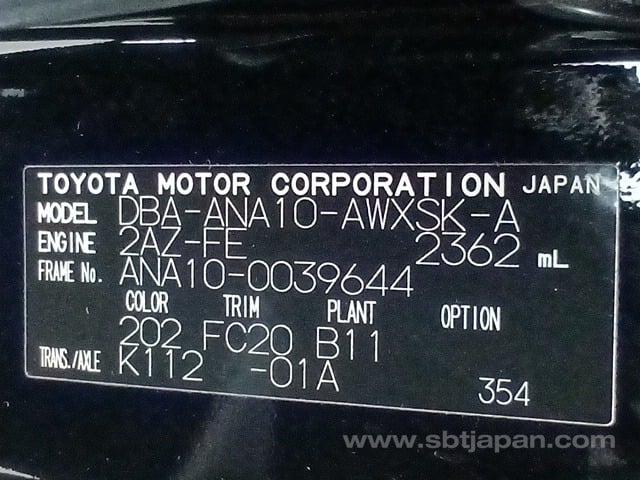 TOYOTA MOTOR CORPORATION JAPAN
MODEL DBA-ANA10-AWXSK-A
ENGINE 2AZ-FE 2362 mL
FRAME No. ANA10-0039644
COLOR TRIM PLANT OPTION
202 FC20 B11
TRANS./AXLE K112 -01A 354
www.sbtjapan.com